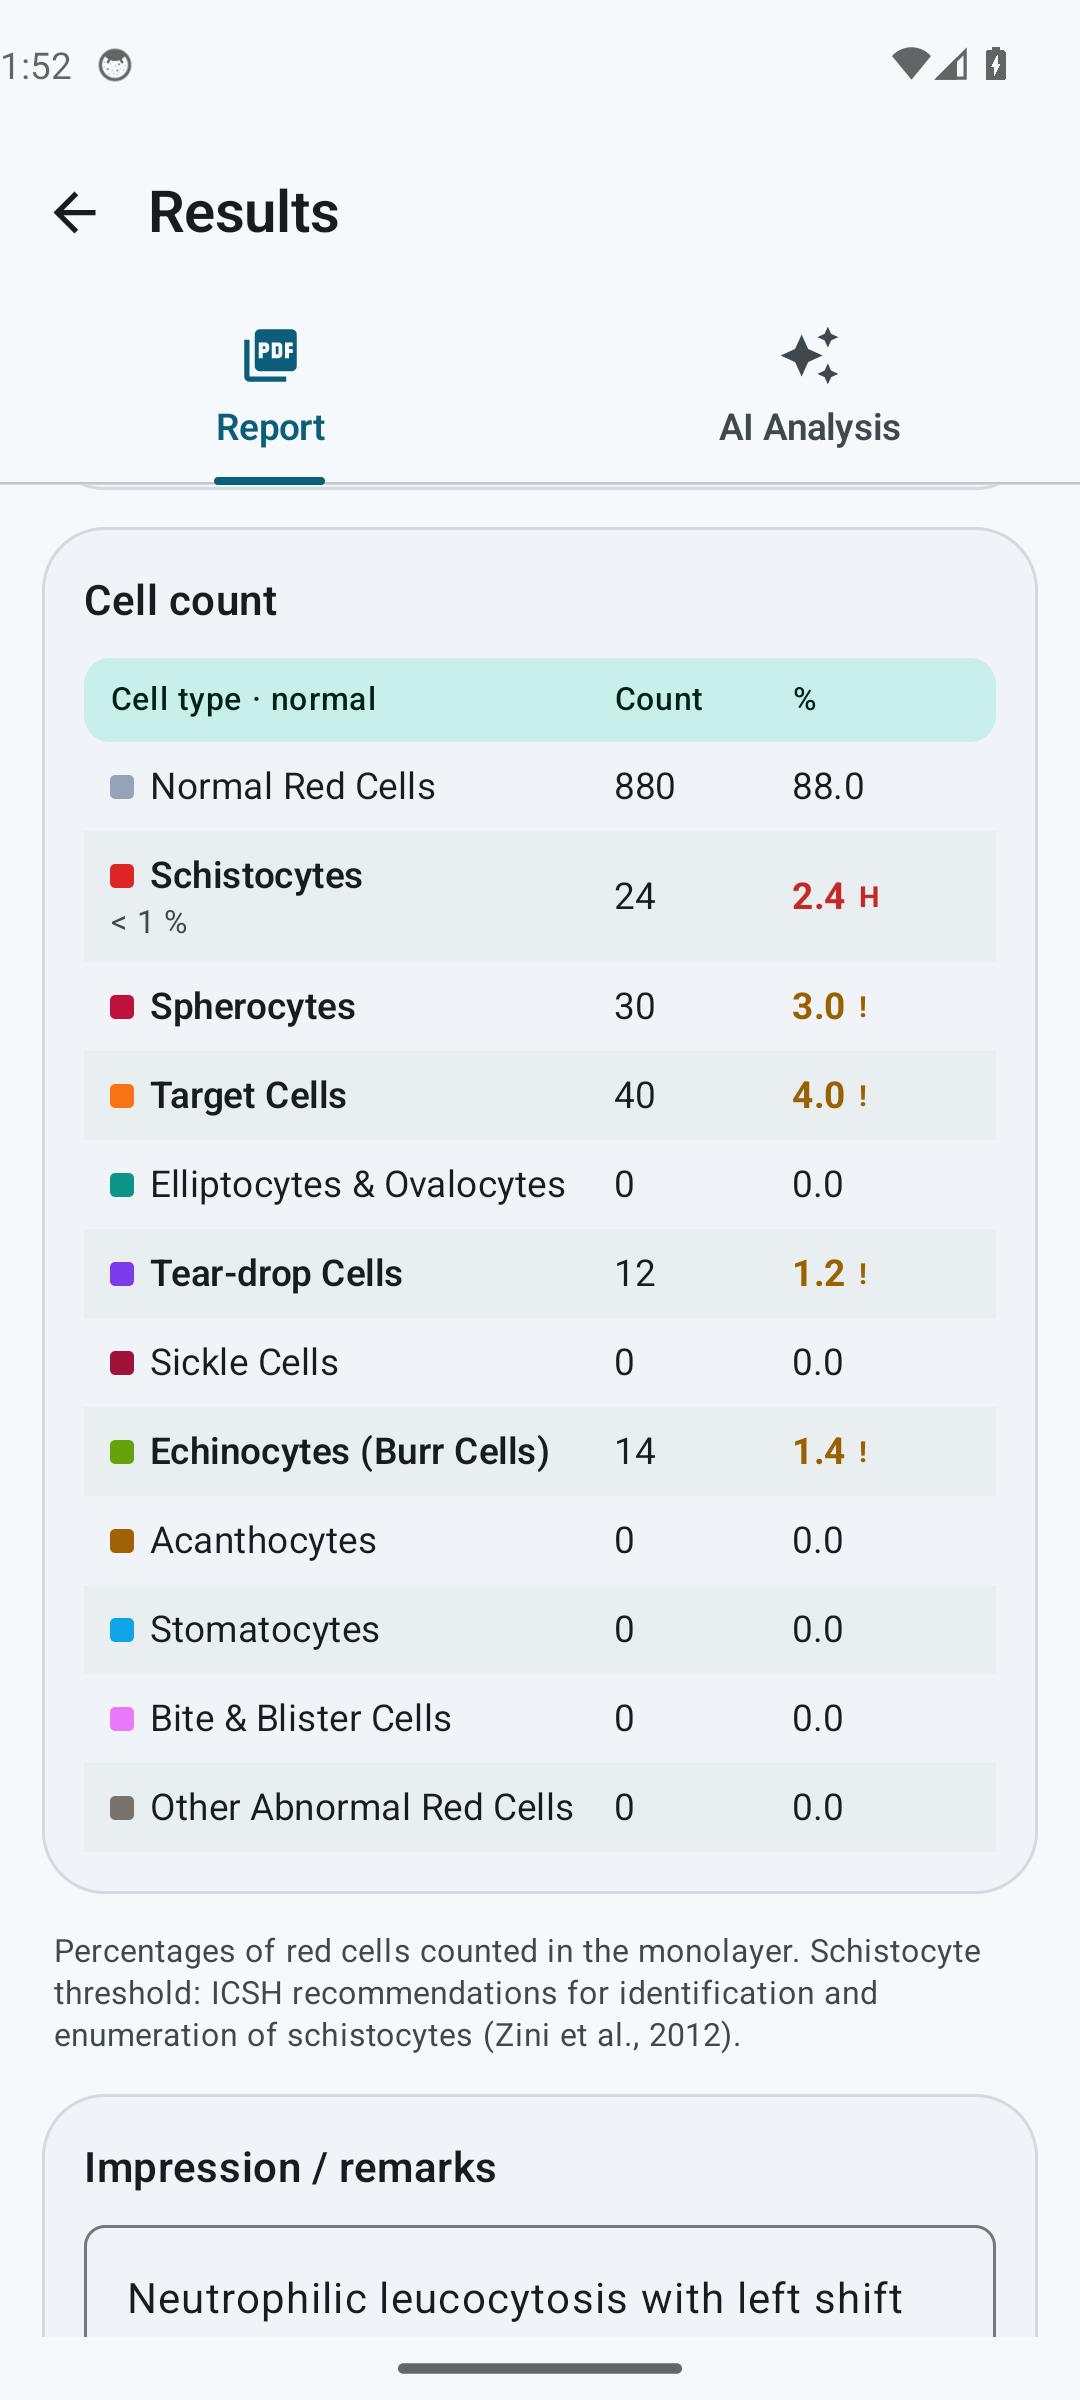 1:52
Results
PDF
Report
AI Analysis
Cell count
Cell type · normal Count %
Normal Red Cells 880 88.0
Schistocytes 24 2.4 H
< 1 %
Spherocytes 30 3.0 !
Target Cells 40 4.0 !
Elliptocytes & Ovalocytes 0 0.0
Tear-drop Cells 12 1.2 !
Sickle Cells 0 0.0
Echinocytes (Burr Cells) 14 1.4 !
Acanthocytes 0 0.0
Stomatocytes 0 0.0
Bite & Blister Cells 0 0.0
Other Abnormal Red Cells 0 0.0
Percentages of red cells counted in the monolayer. Schistocyte
threshold: ICSH recommendations for identification and
enumeration of schistocytes (Zini et al., 2012).
Impression / remarks
Neutrophilic leucocytosis with left shift